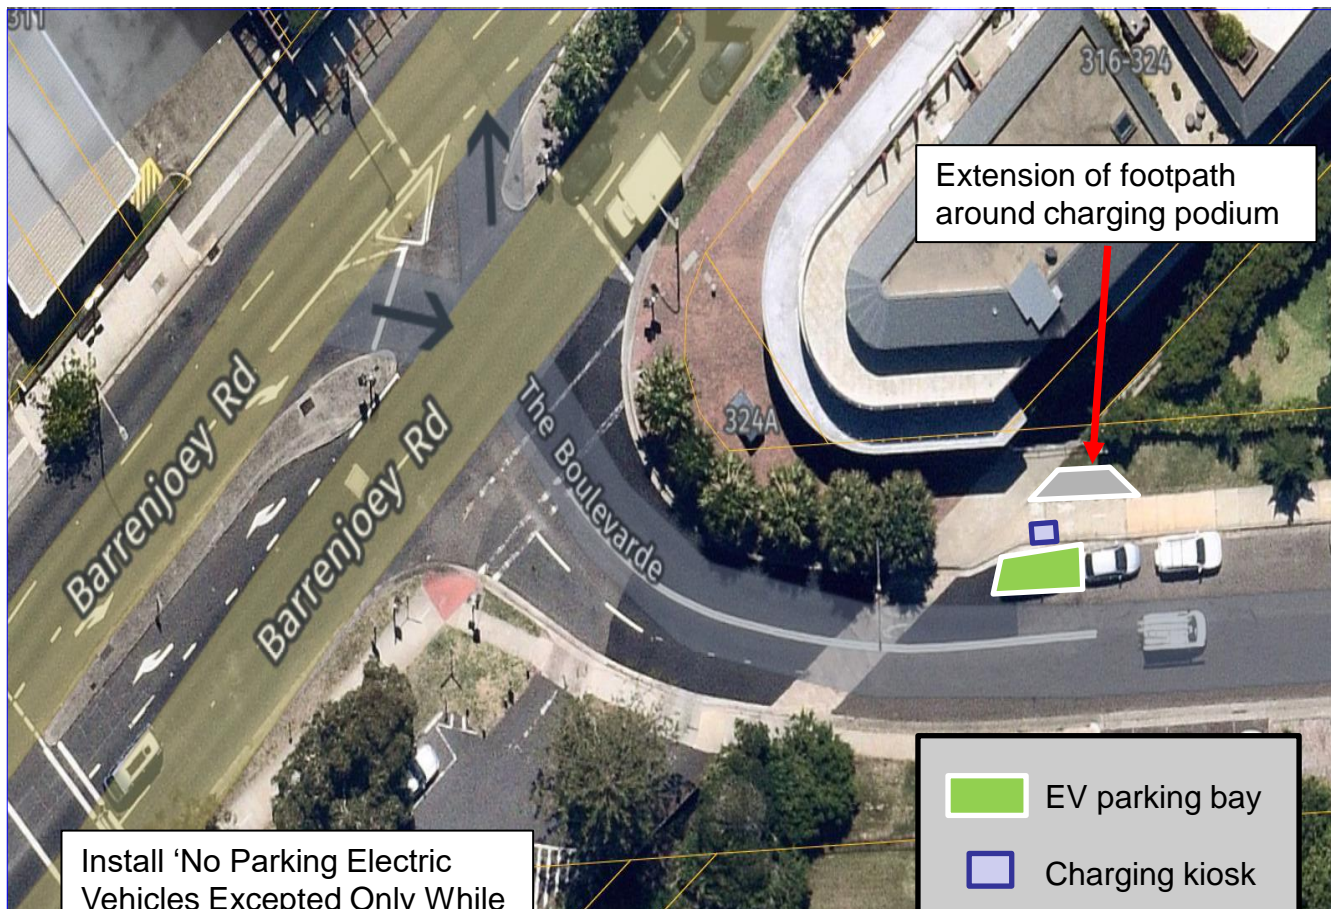 311
316-324
Extension of footpath
around charging podium
Barrenjoey Rd
Barrenjoey Rd
The Boulevarde
324A
EV parking bay
Charging kiosk
Install ‘No Parking Electric
Vehicles Excepted Only While